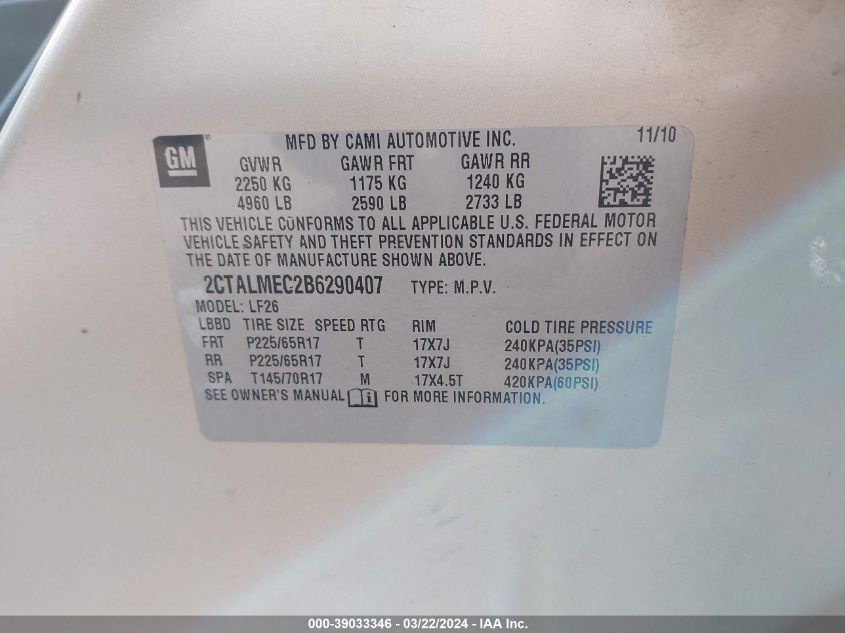 GM
MFD BY CAMI AUTOMOTIVE INC. 11/10
GVWR GAWR FRT GAWR RR
2250 KG 1175 KG 1240 KG
4960 LB 2590 LB 2733 LB
THIS VEHICLE CONFORMS TO ALL APPLICABLE U.S. FEDERAL MOTOR
VEHICLE SAFETY AND THEFT PREVENTION STANDARDS IN EFFECT ON
THE DATE OF MANUFACTURE SHOWN ABOVE.
2CTALMEC2B6290407 TYPE: M.P.V.
MODEL: LF26
LBBD TIRE SIZE SPEED RTG RIM COLD TIRE PRESSURE
FRT P225/65R17 T 17X7J 240KPA(35PSI)
RR P225/65R17 T 17X7J 240KPA(35PSI)
SPA T145/70R17 M 17X4.5T 420KPA(60PSI)
SEE OWNER'S MANUAL i FOR MORE INFORMATION.
000-39033346 - 03/22/2024 - IAA Inc.